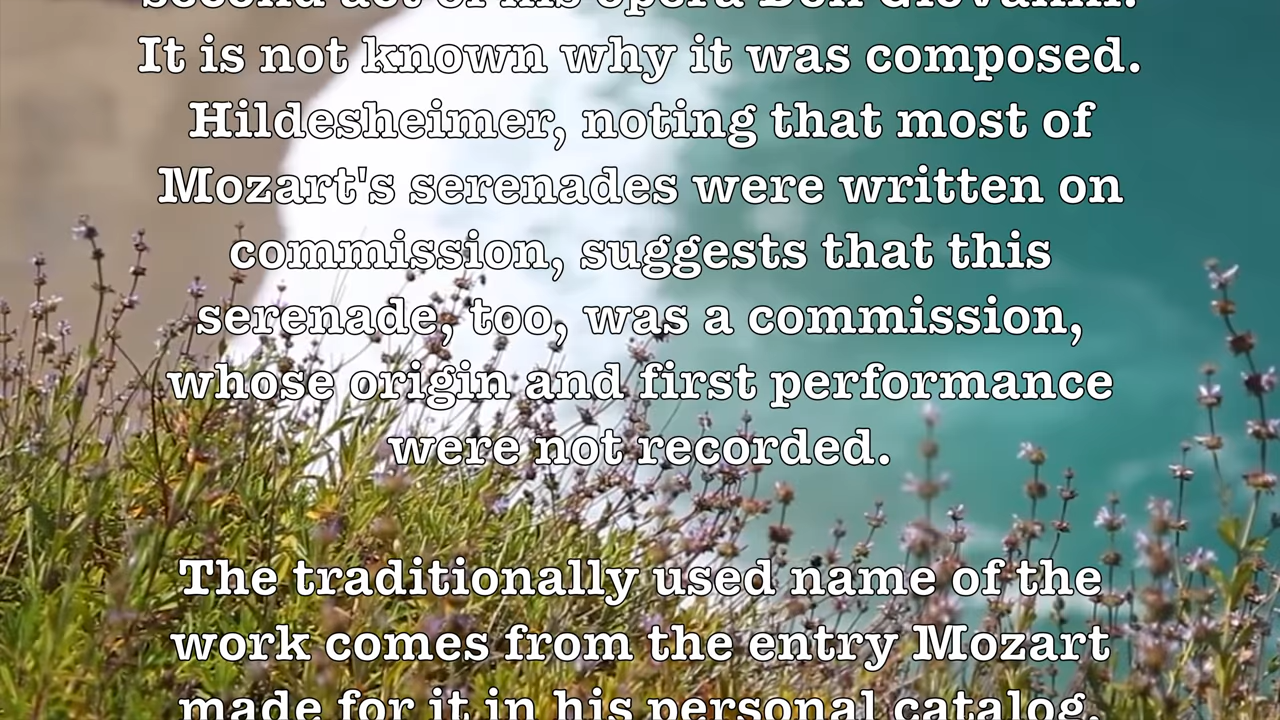 second act of his opera Don Giovanni.
It is not known why it was composed.
Hildesheimer, noting that most of
Mozart's serenades were written on
commission, suggests that this
serenade, too, was a commission,
whose origin and first performance
were not recorded.
The traditionally used name of the
work comes from the entry Mozart
made for it in his personal catalog,